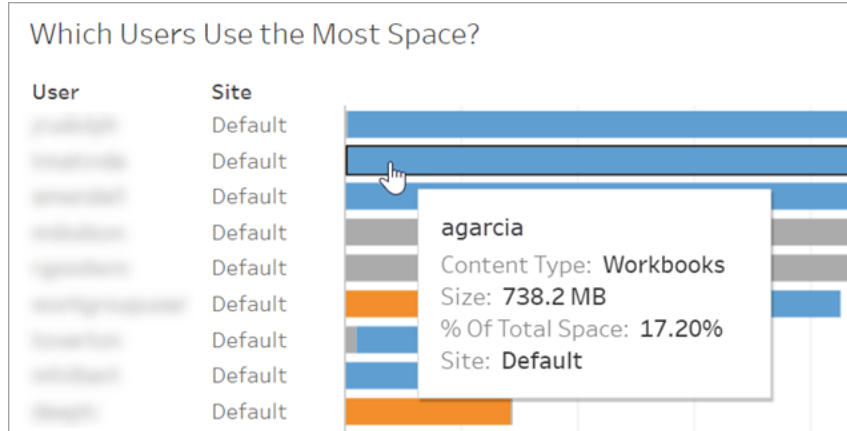 Which Users Use the Most Space?
User Site
Default
Default
Default
Default
Default
Default
Default
Default
Default
agarcia
Content Type: Workbooks
Size: 738.2 MB
% Of Total Space: 17.20%
Site: Default